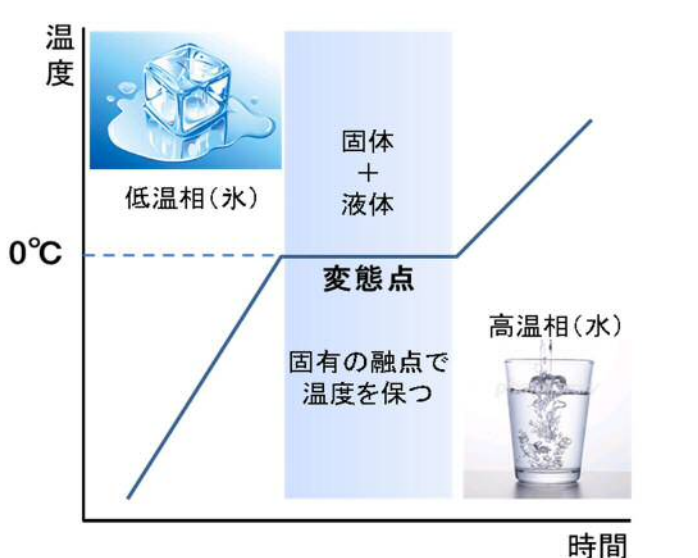 温
度
低温相(氷)
固体
+
液体
0℃
変態点
高温相(水)
固有の融点で
温度を保つ
時間